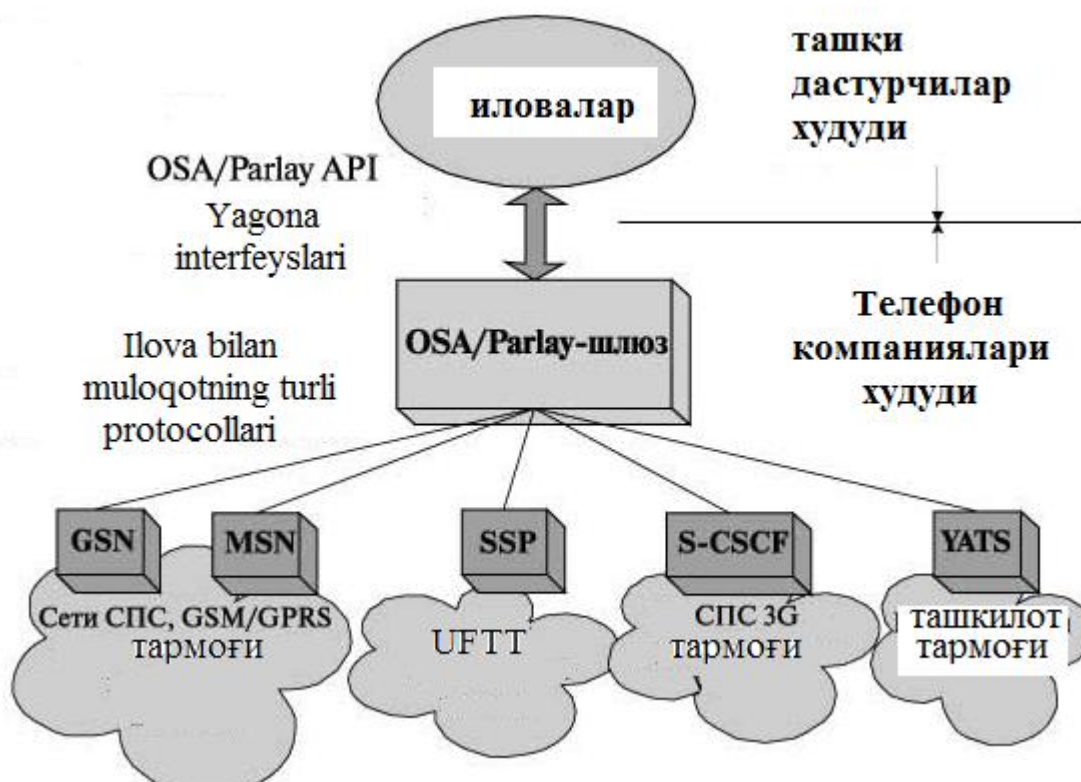 иловалар
ташқи
дастурчилар
худуди
OSA/Parlay API
Yagona
interfeyslari
OSA/Parlay-шлюз
Телефон
компаниялари
худуди
Ilova bilan
muloqotning turli
protocollari
GSN
MSN
SSP
S-CSCF
YATS
Сети СПС, GSM/GPRS
тармоғи
UFTT
СПС 3G
тармоғи
ташкилот
тармоғи